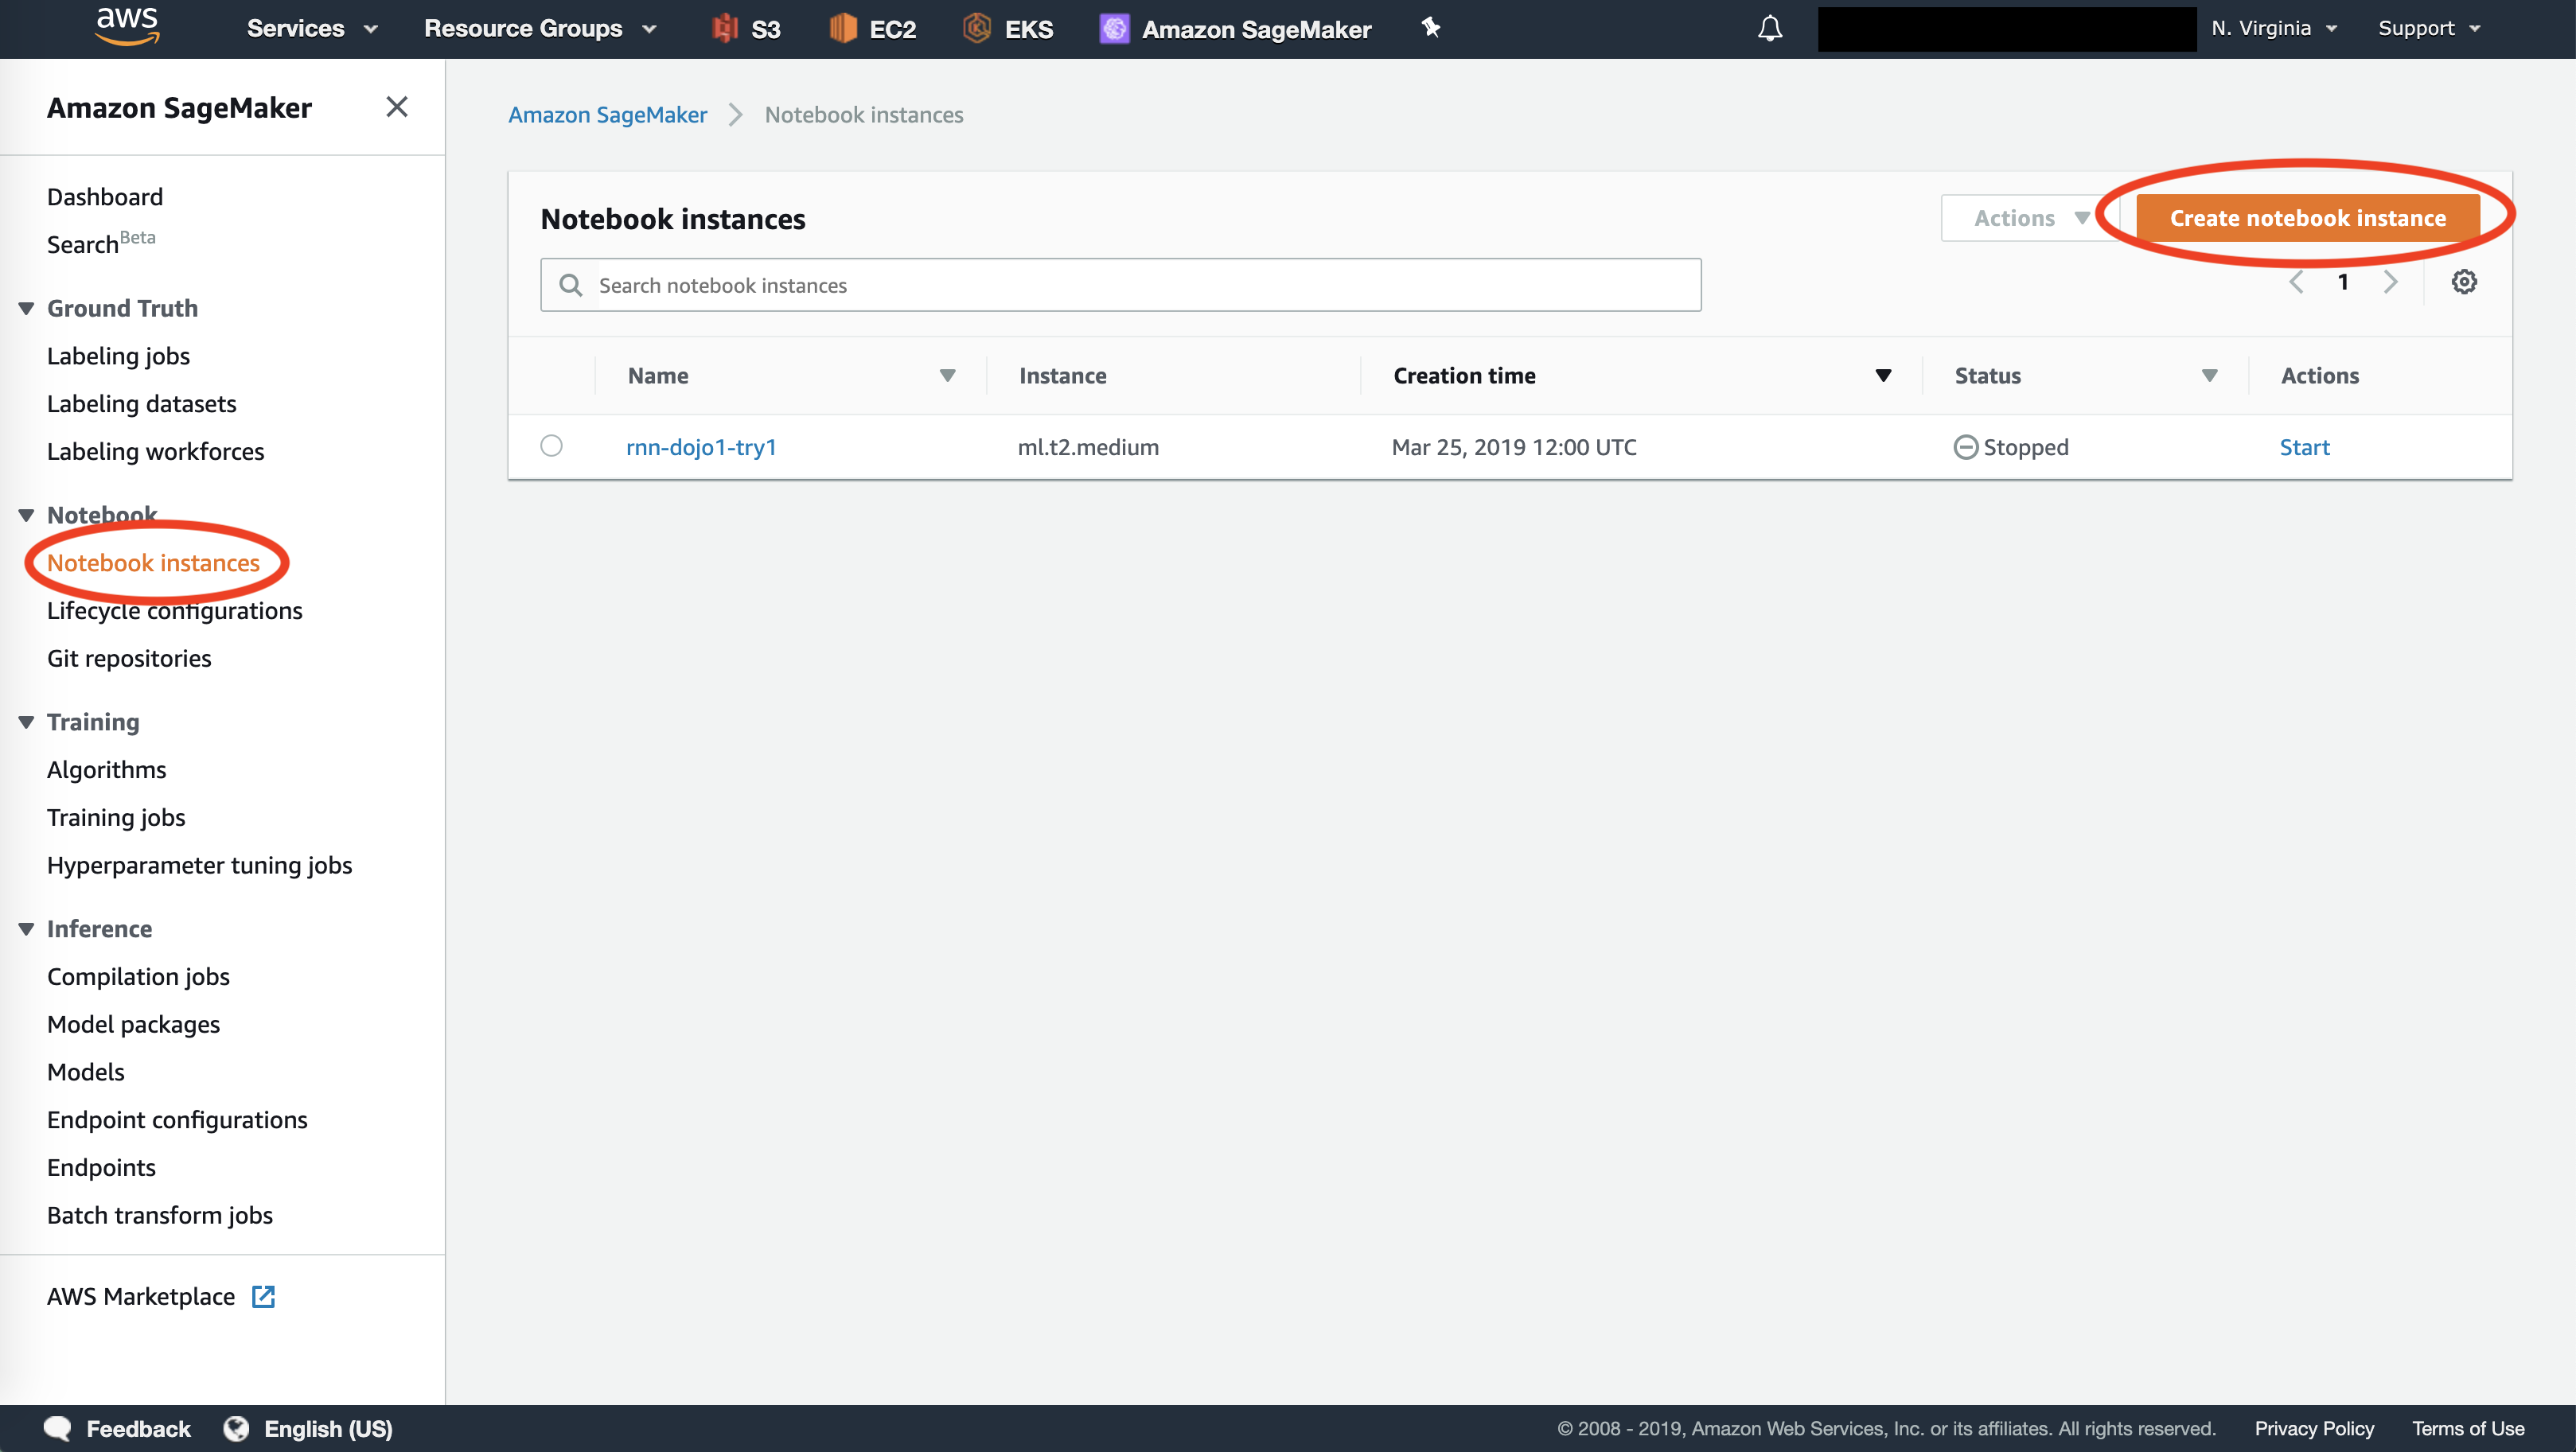 aws Services Resource Groups S3 EC2 EKS Amazon SageMaker N. Virginia Support
Amazon SageMaker
Dashboard
Search Beta
Ground Truth
Labeling jobs
Labeling datasets
Labeling workforces
Notebook
Notebook instances
Lifecycle configurations
Git repositories
Training
Algorithms
Training jobs
Hyperparameter tuning jobs
Inference
Compilation jobs
Model packages
Models
Endpoint configurations
Endpoints
Batch transform jobs
AWS Marketplace
Amazon SageMaker Notebook instances
Notebook instances Actions Create notebook instance
Search notebook instances 1
Name Instance Creation time Status Actions
rnn-dojo1-try1 ml.t2.medium Mar 25, 2019 12:00 UTC Stopped Start
Feedback English (US) © 2008 - 2019, Amazon Web Services, Inc. or its affiliates. All rights reserved. Privacy Policy Terms of Use